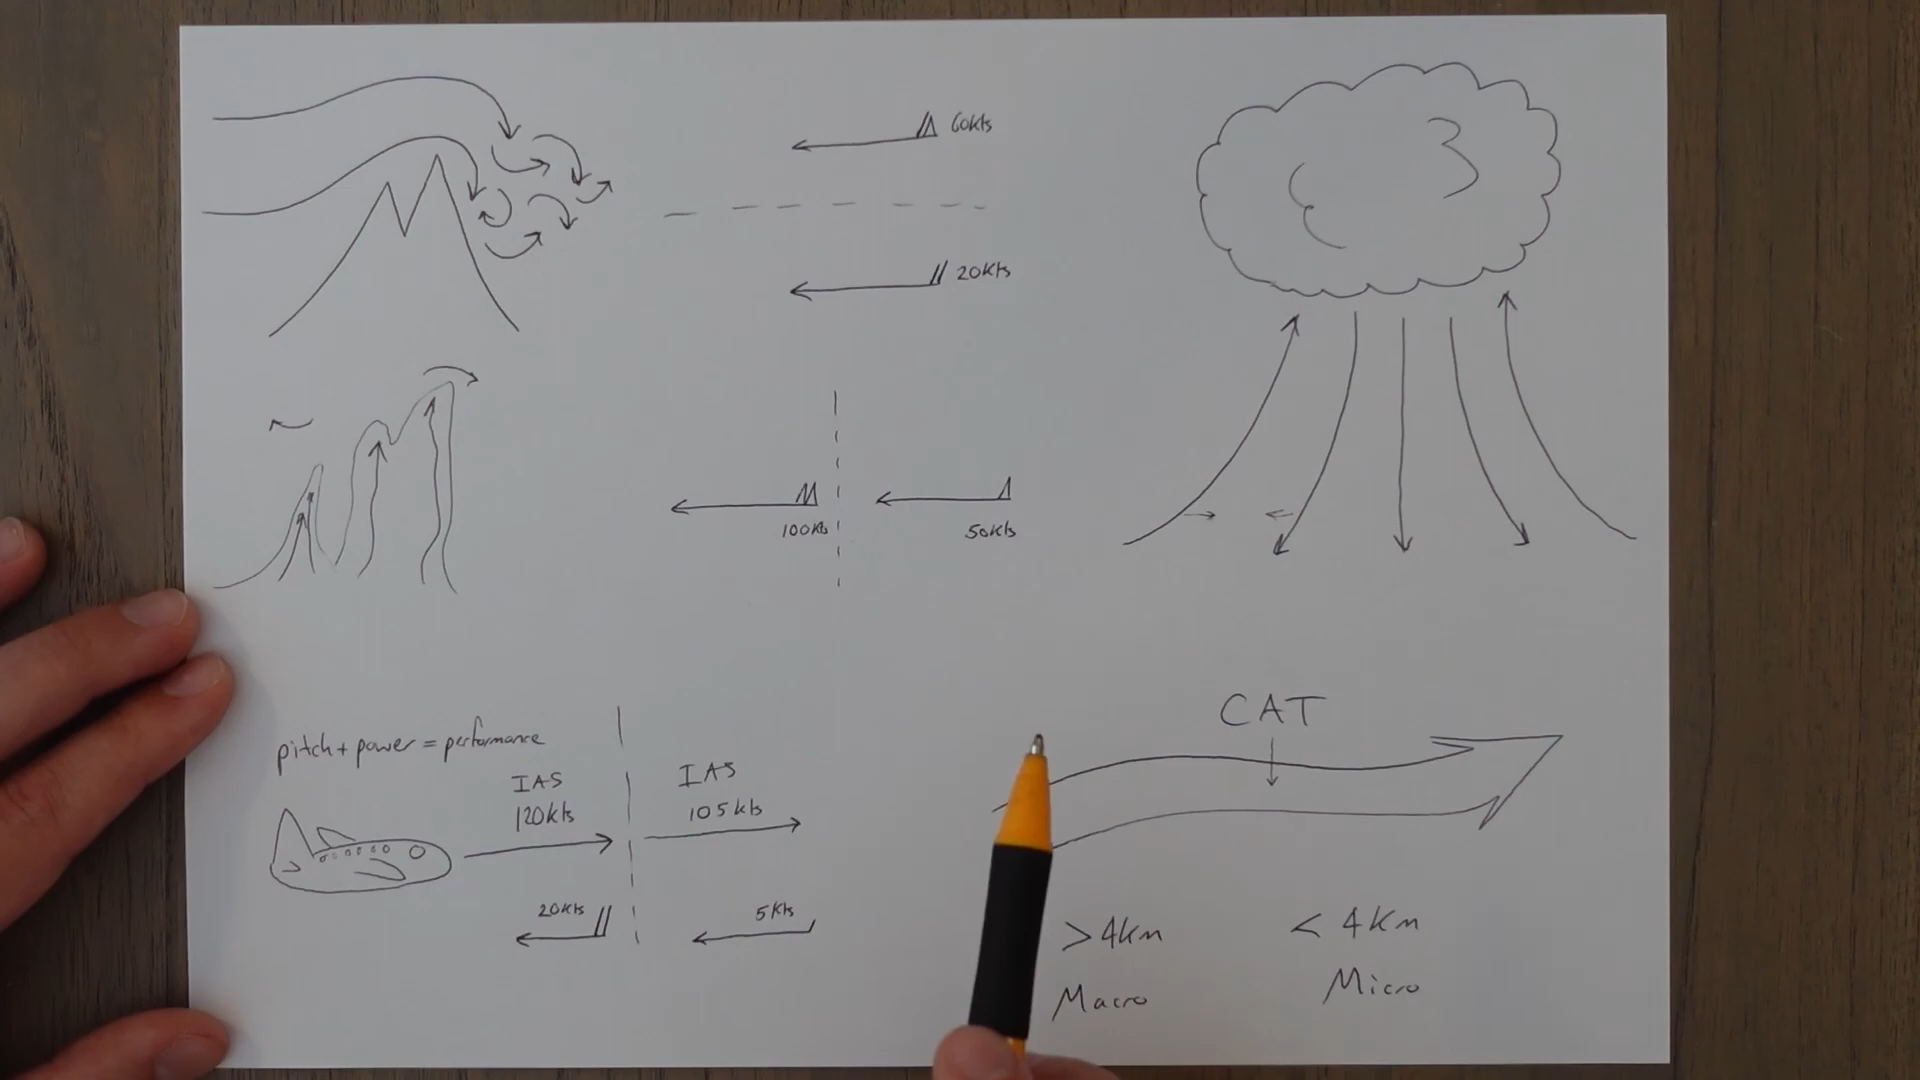 60kts
20kts
100kts
50kts
pitch + power = performance
IAS
120kts
IAS
105kts
20kts
5kts
CAT
>4km
Macro
< 4km
Micro